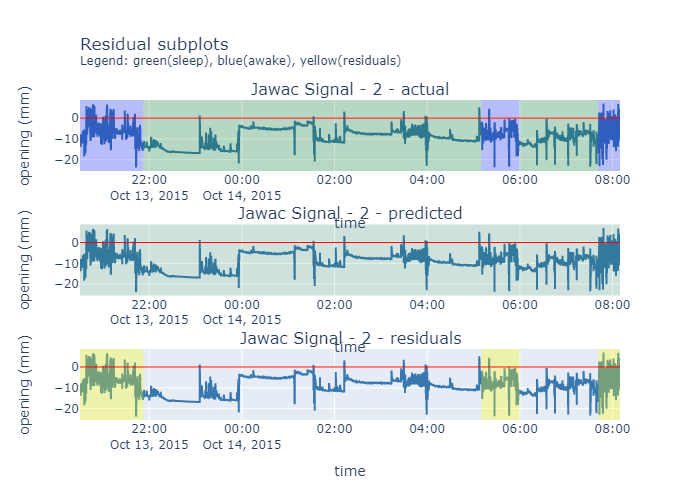 Residual subplots
Legend: green(sleep), blue(awake), yellow(residuals)
Jawac Signal - 2 - actual
opening (mm)
0
−10
−20
22:00 00:00 02:00 04:00 06:00 08:00
Oct 13, 2015 Oct 14, 2015
time
Jawac Signal - 2 - predicted
opening (mm)
0
−10
−20
22:00 00:00 02:00 04:00 06:00 08:00
Oct 13, 2015 Oct 14, 2015
time
Jawac Signal - 2 - residuals
opening (mm)
0
−10
−20
22:00 00:00 02:00 04:00 06:00 08:00
Oct 13, 2015 Oct 14, 2015
time